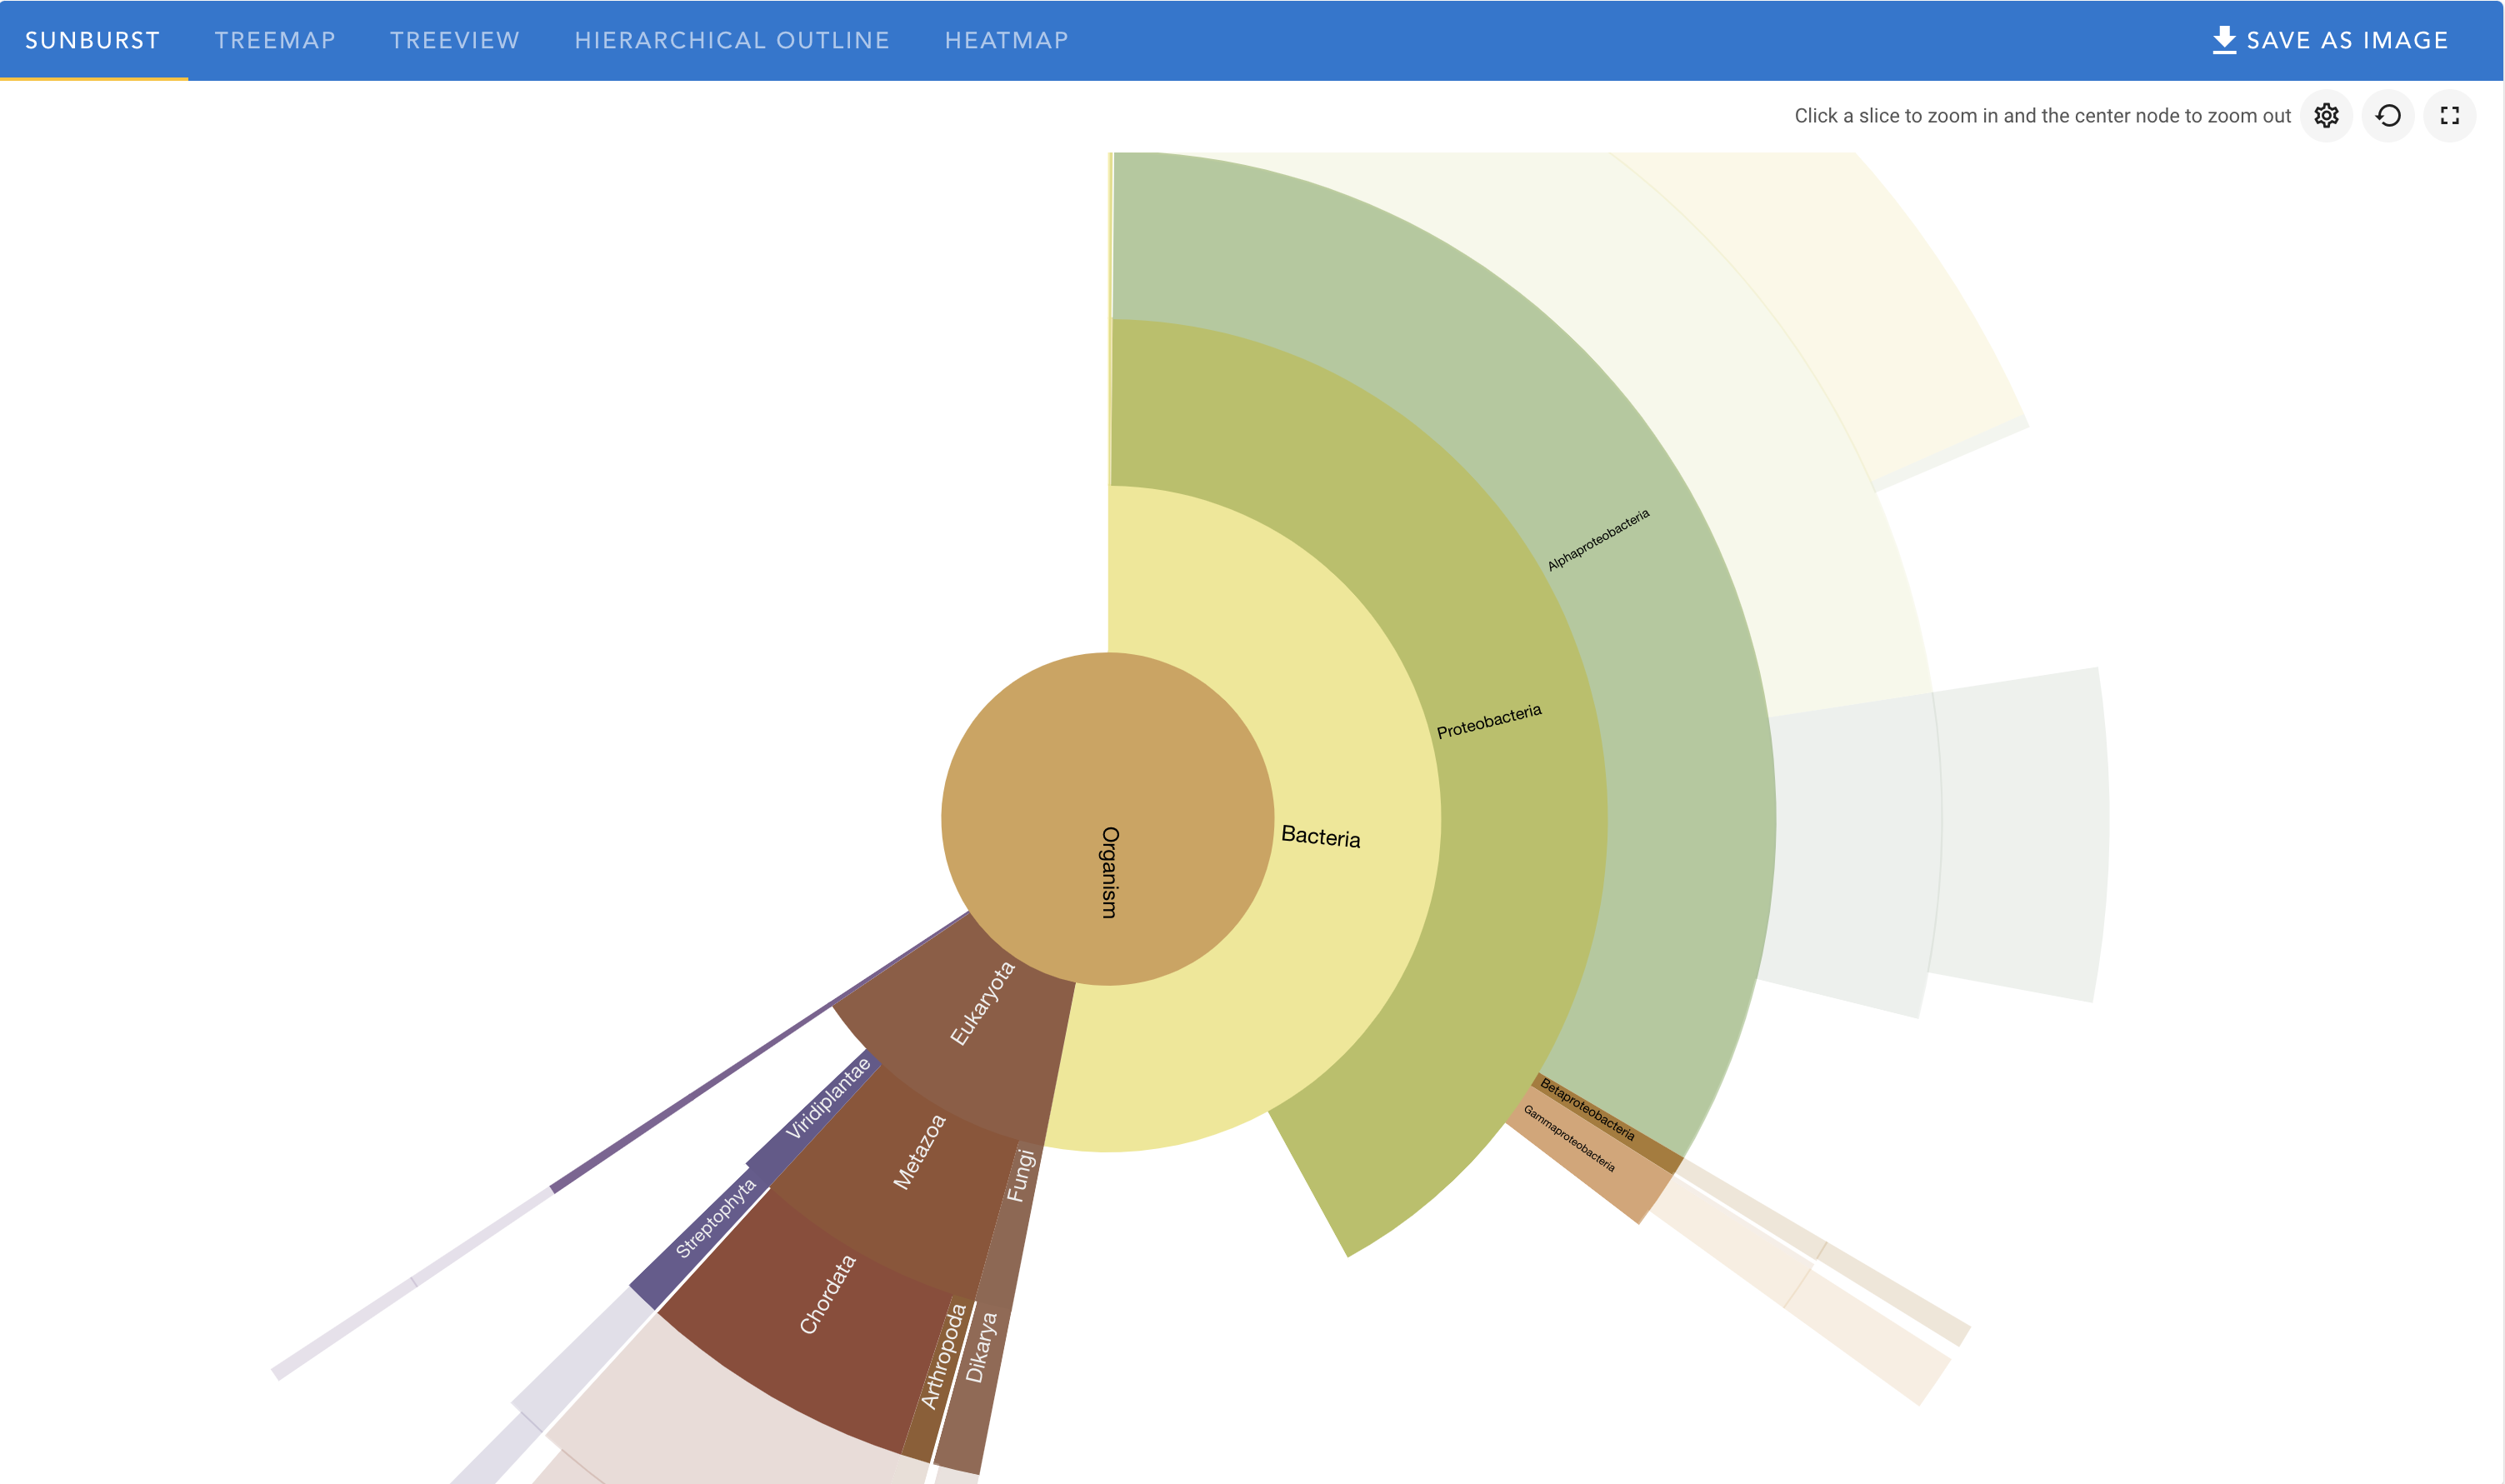 SUNBURST
TREEMAP
TREEVIEW
HIERARCHICAL OUTLINE
HEATMAP
SAVE AS IMAGE
Click a slice to zoom in and the center node to zoom out
Alphaproteobacteria
Proteobacteria
Bacteria
Organism
Eukaryota
Betaproteobacteria
Gammaproteobacteria
Viridiplantae
Metazoa
Fungi
Streptophyta
Chordata
Arthropoda
Dikarya